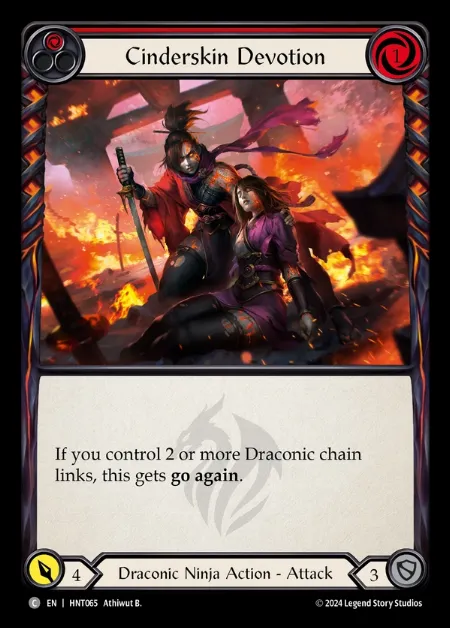 Cinderskin Devotion
1
If you control 2 or more Draconic chain
links, this gets go again.
4
Draconic Ninja Action - Attack
3
C EN | HNT065 Athiwut B.
© 2024 Legend Story Studios